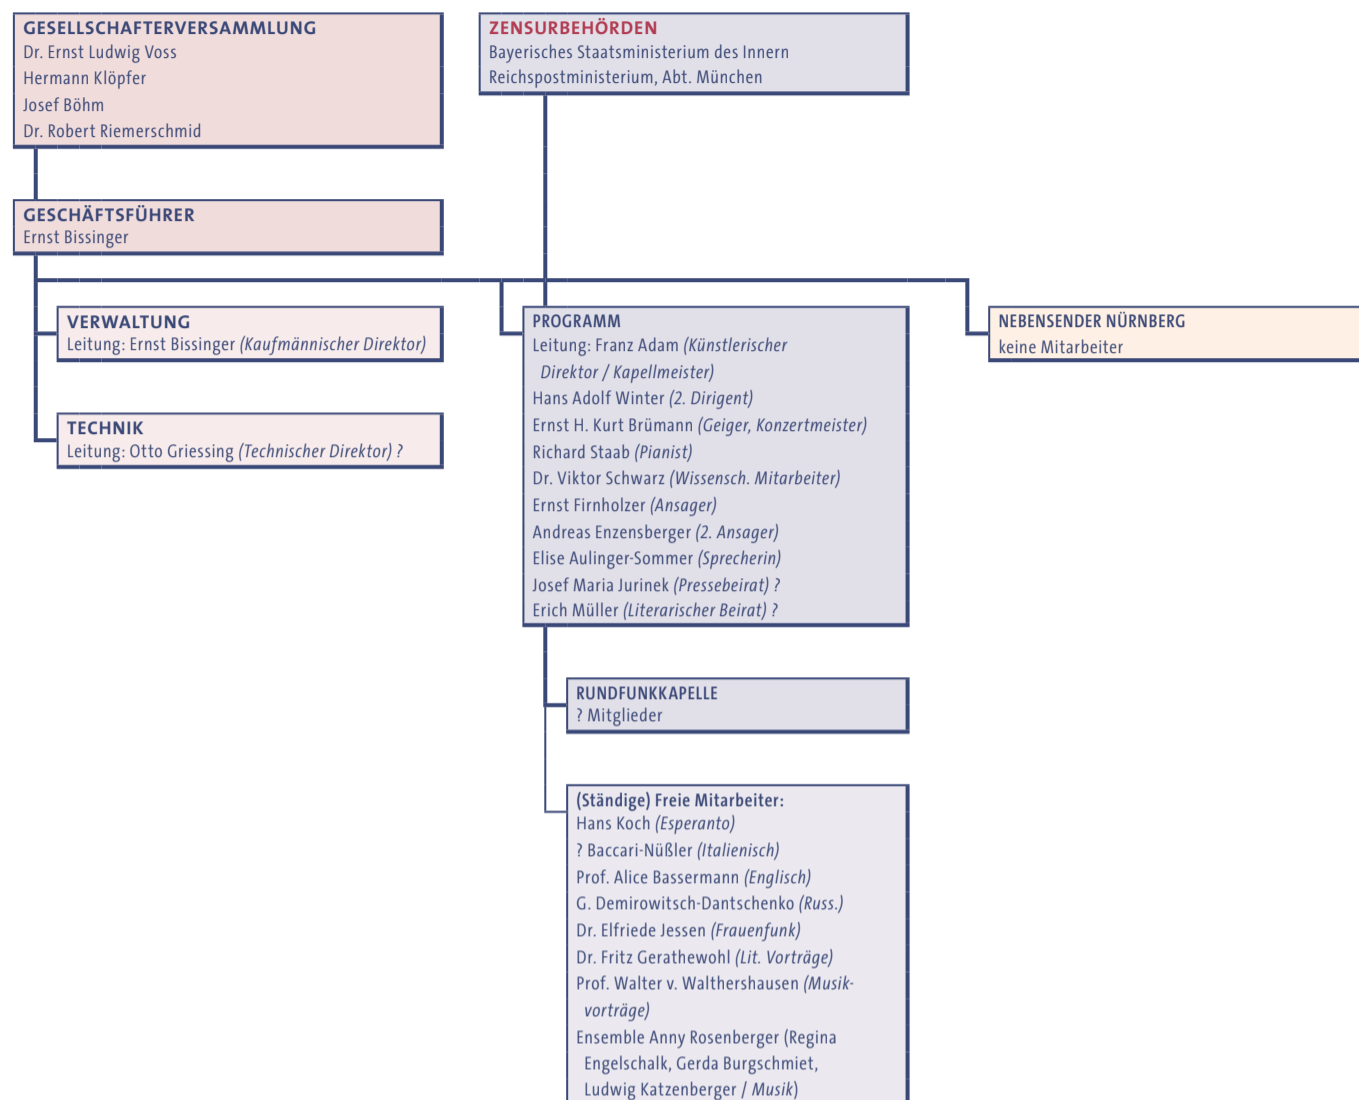 GESELLSCHAFTERVERSAMMLUNG
Dr. Ernst Ludwig Voss
Hermann Klöpfer
Josef Böhm
Dr. Robert Riemerschmid
ZENSURBEHÖRDEN
Bayerisches Staatsministerium des Innern
Reichspostministerium, Abt. München
GESCHÄFTSFÜHRER
Ernst Bissinger
VERWALTUNG
Leitung: Ernst Bissinger (Kaufmännischer Direktor)
TECHNIK
Leitung: Otto Griessing (Technischer Direktor) ?
PROGRAMM
Leitung: Franz Adam (Künstlerischer
Direktor / Kapellmeister)
Hans Adolf Winter (2. Dirigent)
Ernst H. Kurt Brümann (Geiger, Konzertmeister)
Richard Staab (Pianist)
Dr. Viktor Schwarz (Wissensch. Mitarbeiter)
Ernst Firnholzer (Ansager)
Andreas Enzensberger (2. Ansager)
Elise Aulinger-Sommer (Sprecherin)
Josef Maria Jurinek (Pressebeirat) ?
Erich Müller (Literarischer Beirat) ?
NEBENSENDER NÜRNBERG
keine Mitarbeiter
RUNDFUNKKAPELLE
? Mitglieder
(Ständige) Freie Mitarbeiter:
Hans Koch (Esperanto)
? Baccari-Nüßler (Italienisch)
Prof. Alice Bassermann (Englisch)
G. Demirowitsch-Dantschenko (Russ.)
Dr. Elfriede Jessen (Frauenfunk)
Dr. Fritz Gerathewohl (Lit. Vorträge)
Prof. Walter v. Walthershausen (Musik-
vorträge)
Ensemble Anny Rosenberger (Regina
Engelschalk, Gerda Burgschmiet,
Ludwig Katzenberger / Musik)